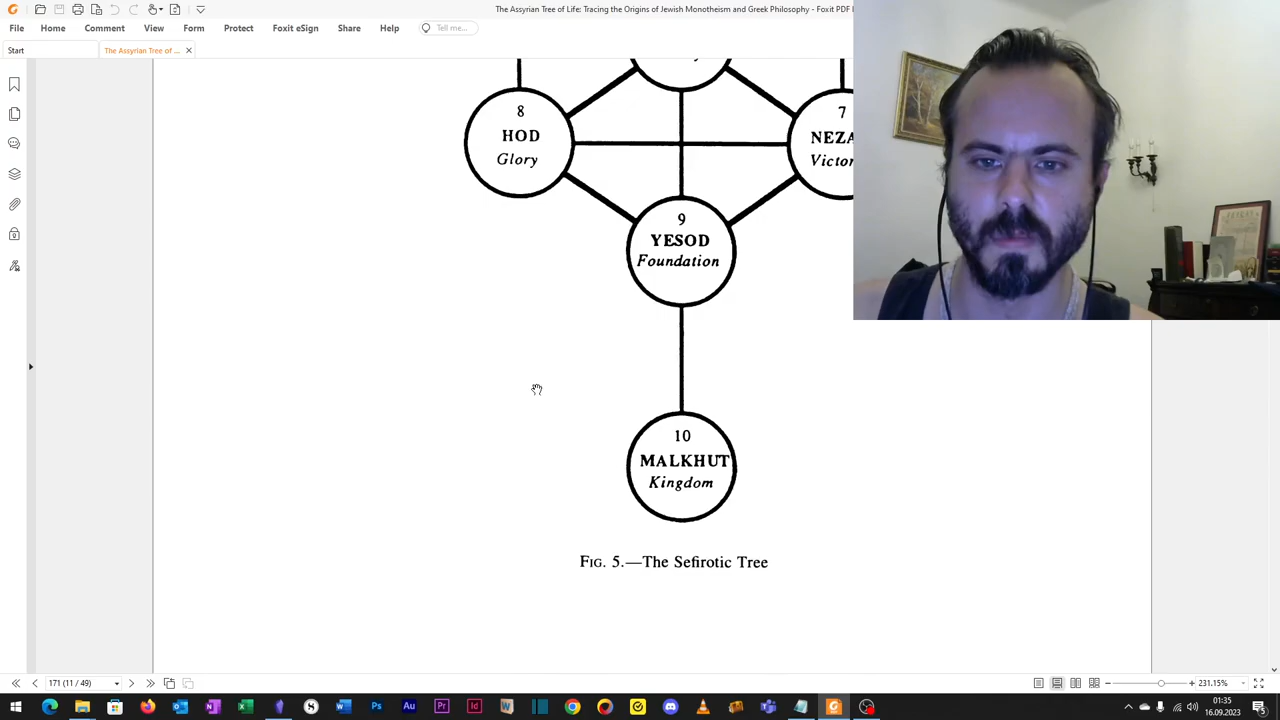 The Assyrian Tree of Life: Tracing the Origins of Jewish Monotheism and Greek Philosophy - Foxit PDF
File Home Comment View Form Protect Foxit eSign Share Help Tell me...
Start The Assyrian Tree of ...
8
HOD
Glory
7
NEZA
Victor
9
YESOD
Foundation
10
MALKHUT
Kingdom
FIG. 5.—The Sefirotic Tree
171 (11 / 49)
231.15%
01:35
16.09.2023